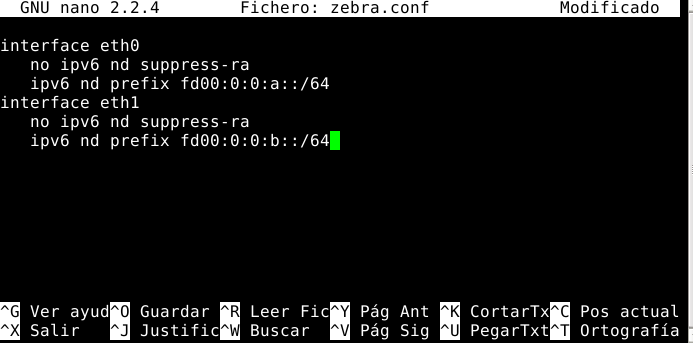 GNU nano 2.2.4 Fichero: zebra.conf Modificado
interface eth0
no ipv6 nd suppress-ra
ipv6 nd prefix fd00:0:0:a::/64
interface eth1
no ipv6 nd suppress-ra
ipv6 nd prefix fd00:0:0:b::/64
^G Ver ayud^O Guardar ^R Leer Fic^Y Pág Ant ^K CortarTx^C Pos actual
^X Salir ^J Justific^W Buscar ^V Pág Sig ^U PegarTxt^T Ortografía